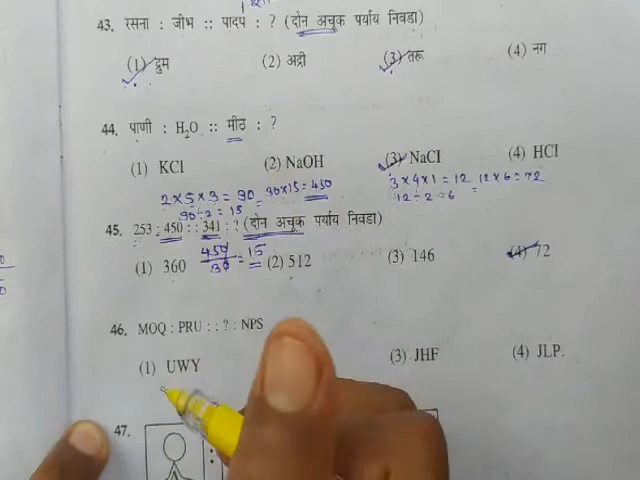 43. रसना : जीभ :: पादप : ? (दोन अचूक पर्याय निवडा)
(1) द्रुम (2) अद्री (3) तरू (4) नग
44. पाणी : H₂O :: मीठ : ?
(1) KCl (2) NaOH (3) NaCl (4) HCl
2×5×3 = 30 = 30×15 = 450 3×4×1 = 12 12×6 = 72
30÷2 = 15 12÷2 = 6 =
45. 253 : 450 :: 341 : ? (दोन अचूक पर्याय निवडा)
450/30 = 15
(1) 360 (2) 512 (3) 146 (4) 72
46. MOQ : PRU : : ? : NPS
(1) UWY (3) JHF (4) JLP.
47.